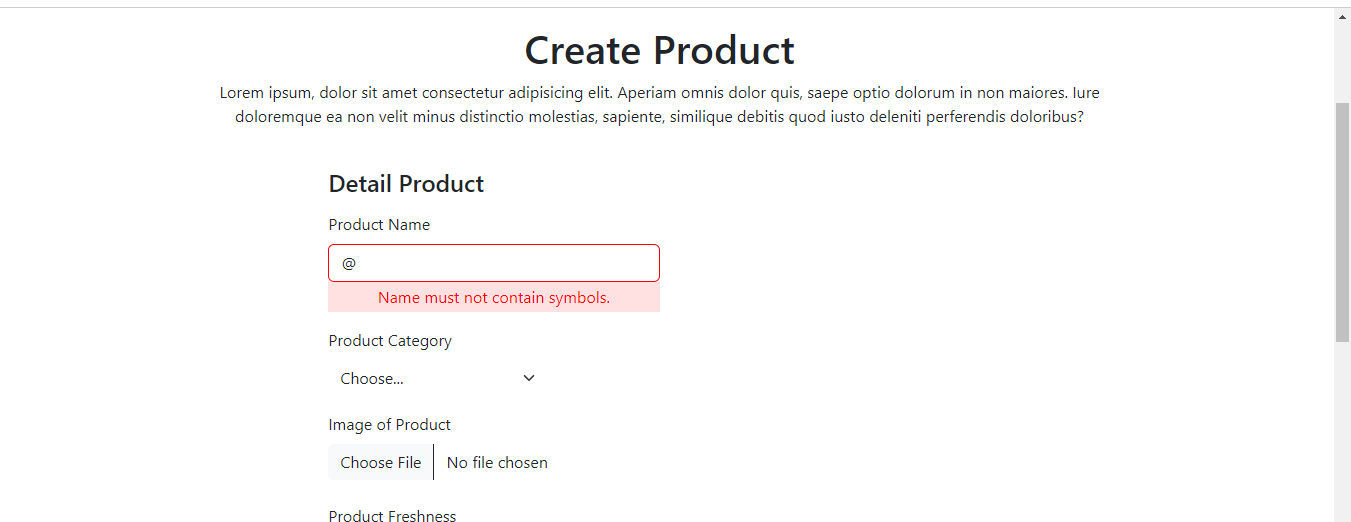 Create Product
Lorem ipsum, dolor sit amet consectetur adipisicing elit. Aperiam omnis dolor quis, saepe optio dolorum in non maiores. Iure
doloremque ea non velit minus distinctio molestias, sapiente, similique debitis quod iusto deleniti perferendis doloribus?
Detail Product
Product Name
@
Name must not contain symbols.
Product Category
Choose...
Image of Product
Choose File No file chosen
Product Freshness